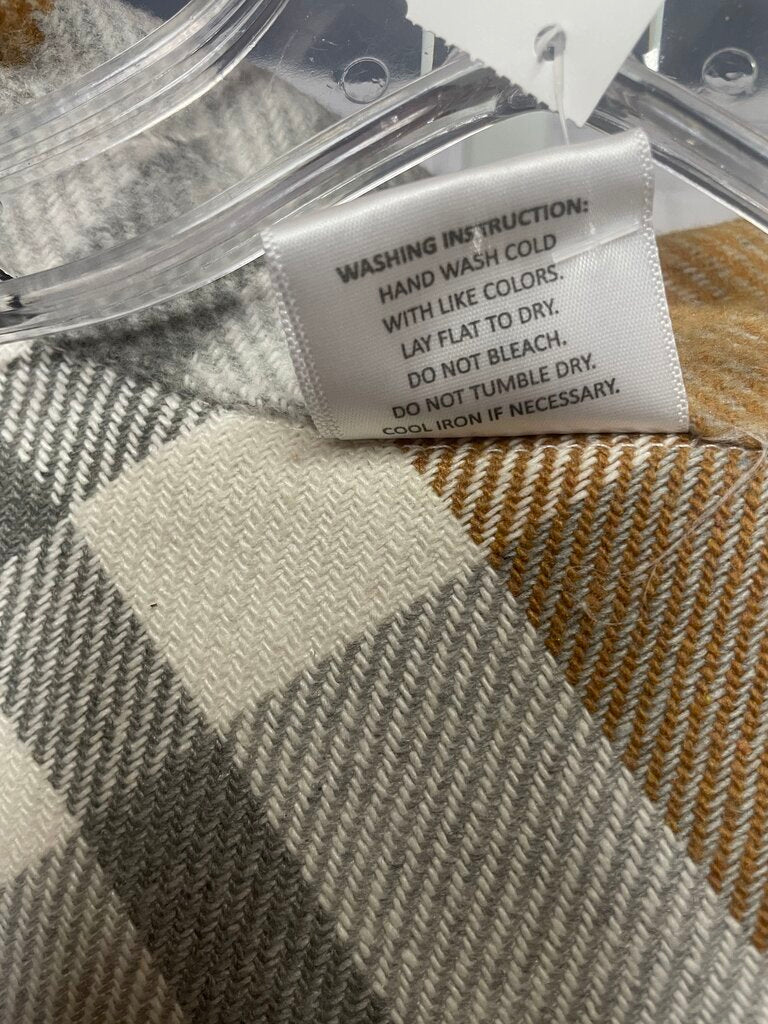 WASHING INSTRUCTION:
HAND WASH COLD
WITH LIKE COLORS.
LAY FLAT TO DRY.
DO NOT BLEACH.
DO NOT TUMBLE DRY.
COOL IRON IF NECESSARY.